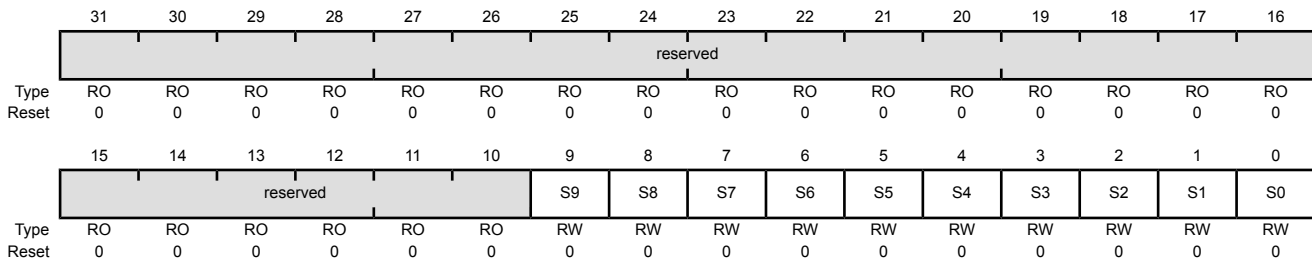 31 30 29 28 27 26 25 24 23 22 21 20 19 18 17 16
reserved
Type RO RO RO RO RO RO RO RO RO RO RO RO RO RO RO RO
Reset 0 0 0 0 0 0 0 0 0 0 0 0 0 0 0 0
15 14 13 12 11 10 9 8 7 6 5 4 3 2 1 0
reserved S9 S8 S7 S6 S5 S4 S3 S2 S1 S0
Type RO RO RO RO RO RO RW RW RW RW RW RW RW RW RW RW
Reset 0 0 0 0 0 0 0 0 0 0 0 0 0 0 0 0